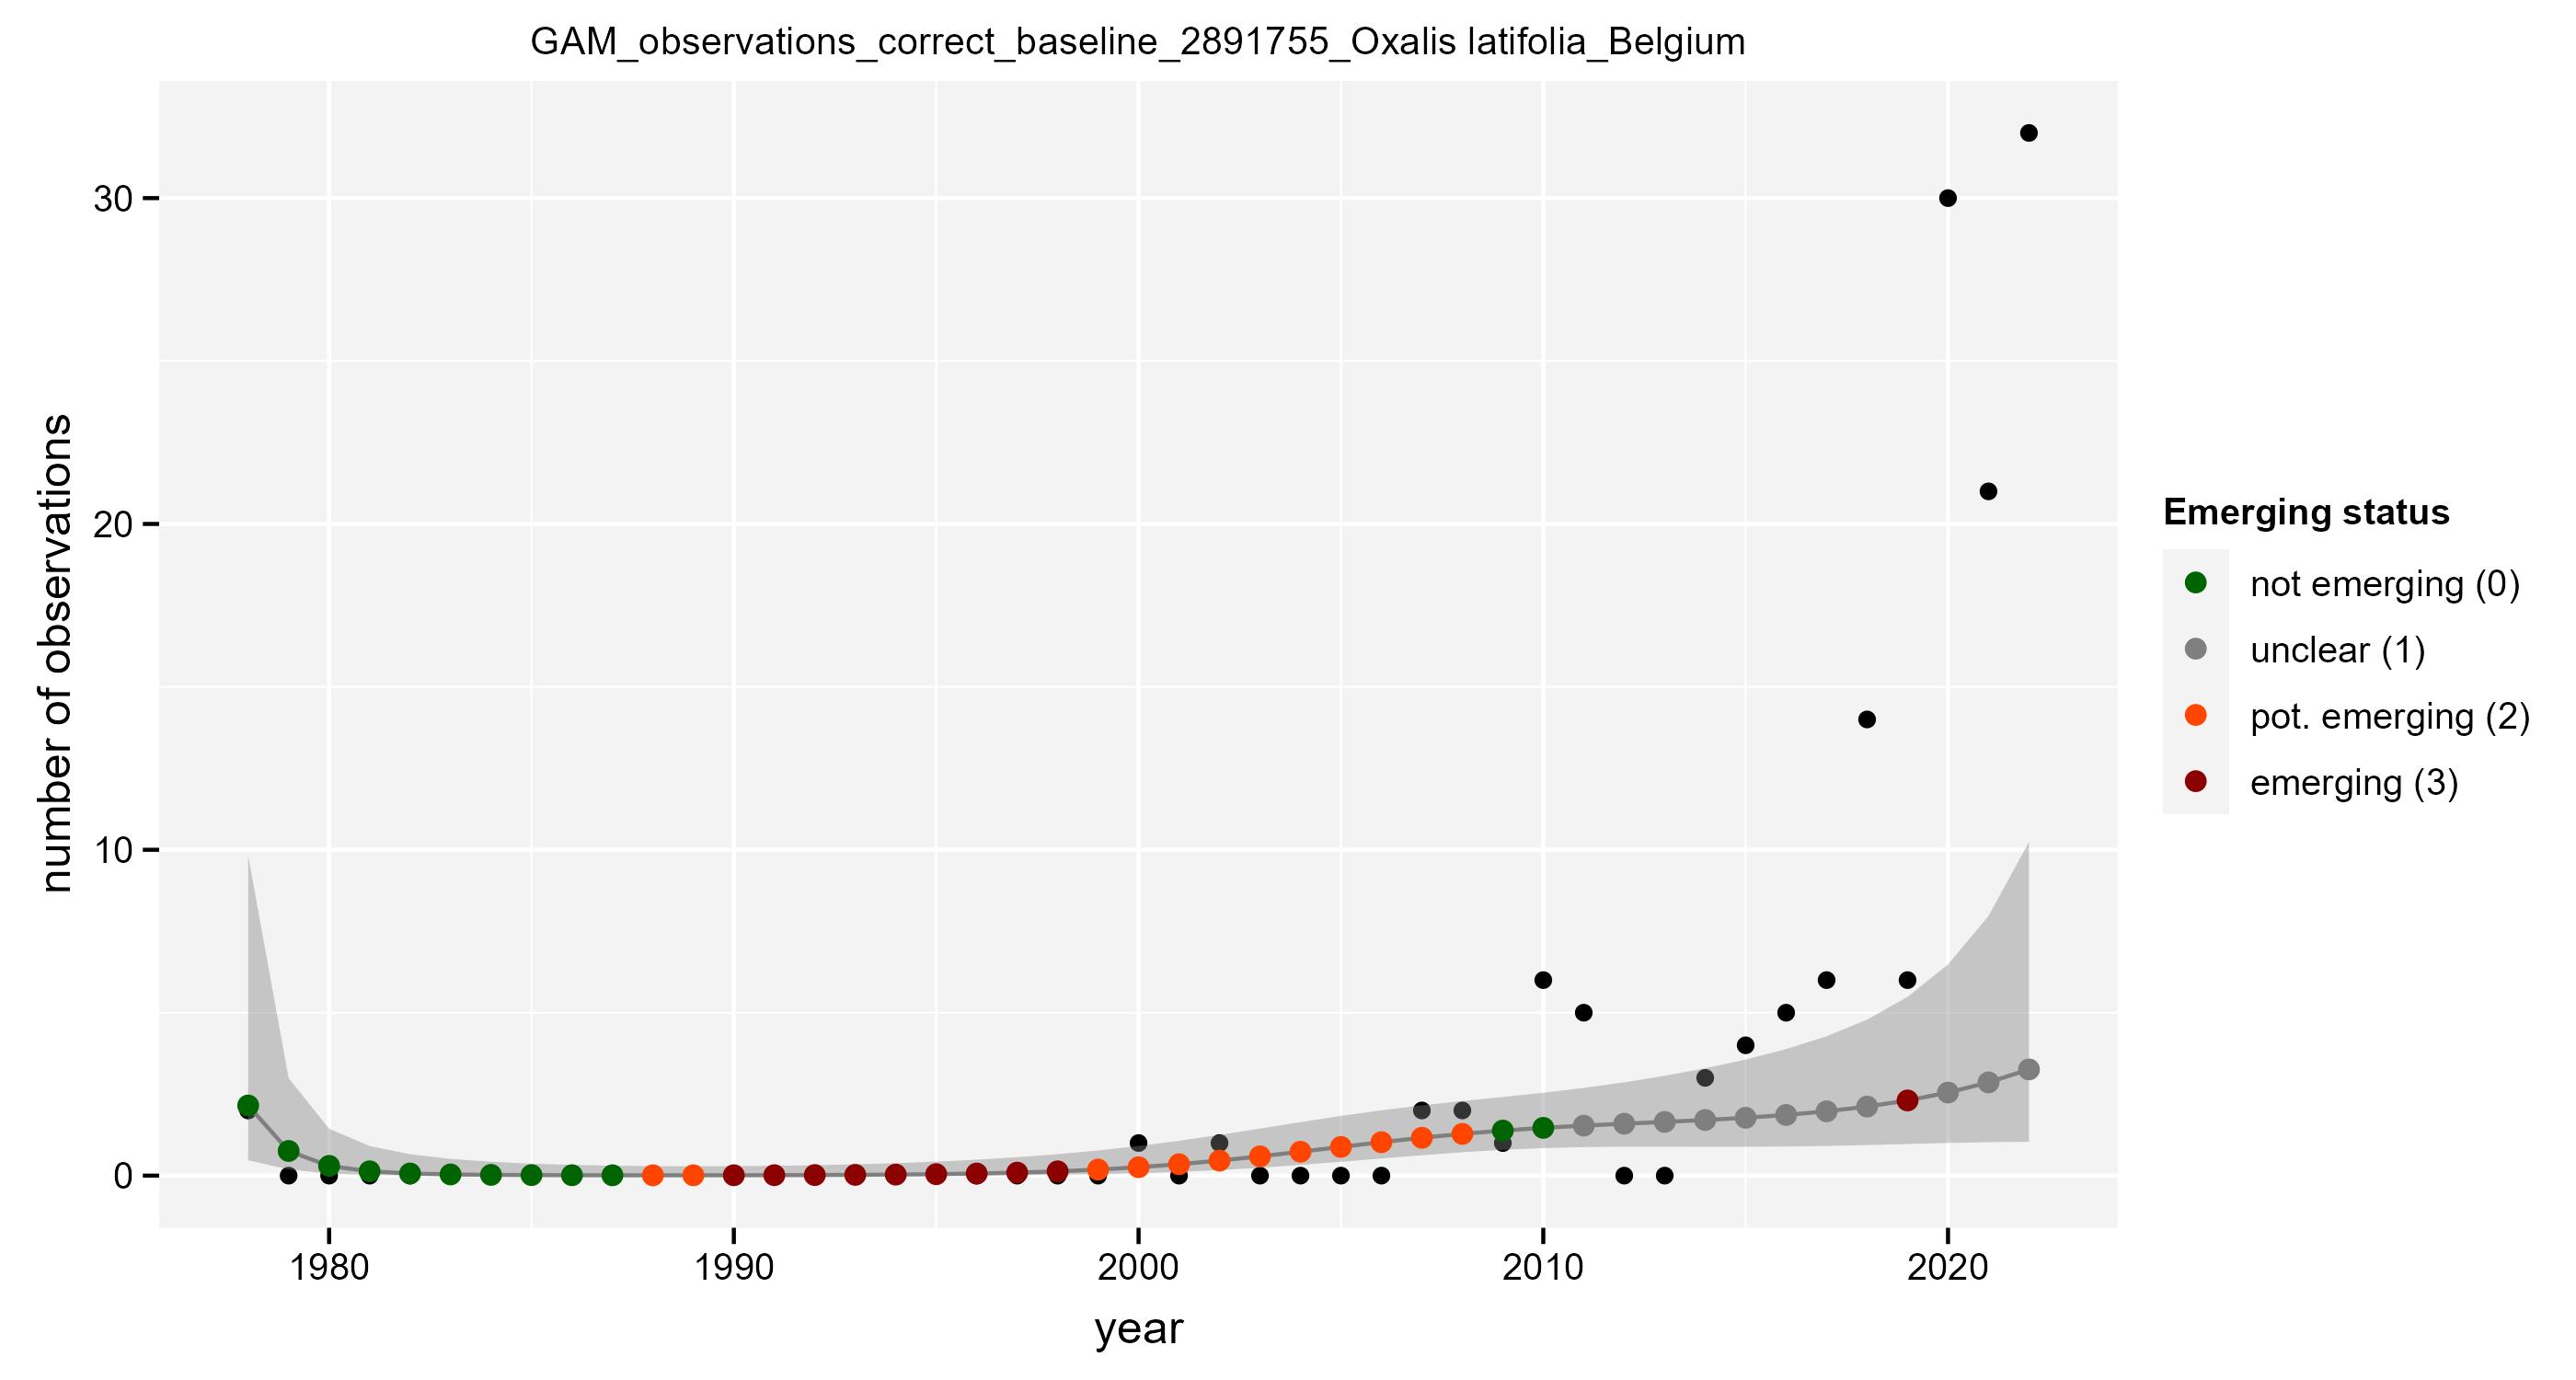 GAM_observations_correct_baseline_2891755_Oxalis latifolia_Belgium
number of observations
30
20
10
0
1980
1990
2000
2010
2020
year
Emerging status
not emerging (0)
unclear (1)
pot. emerging (2)
emerging (3)